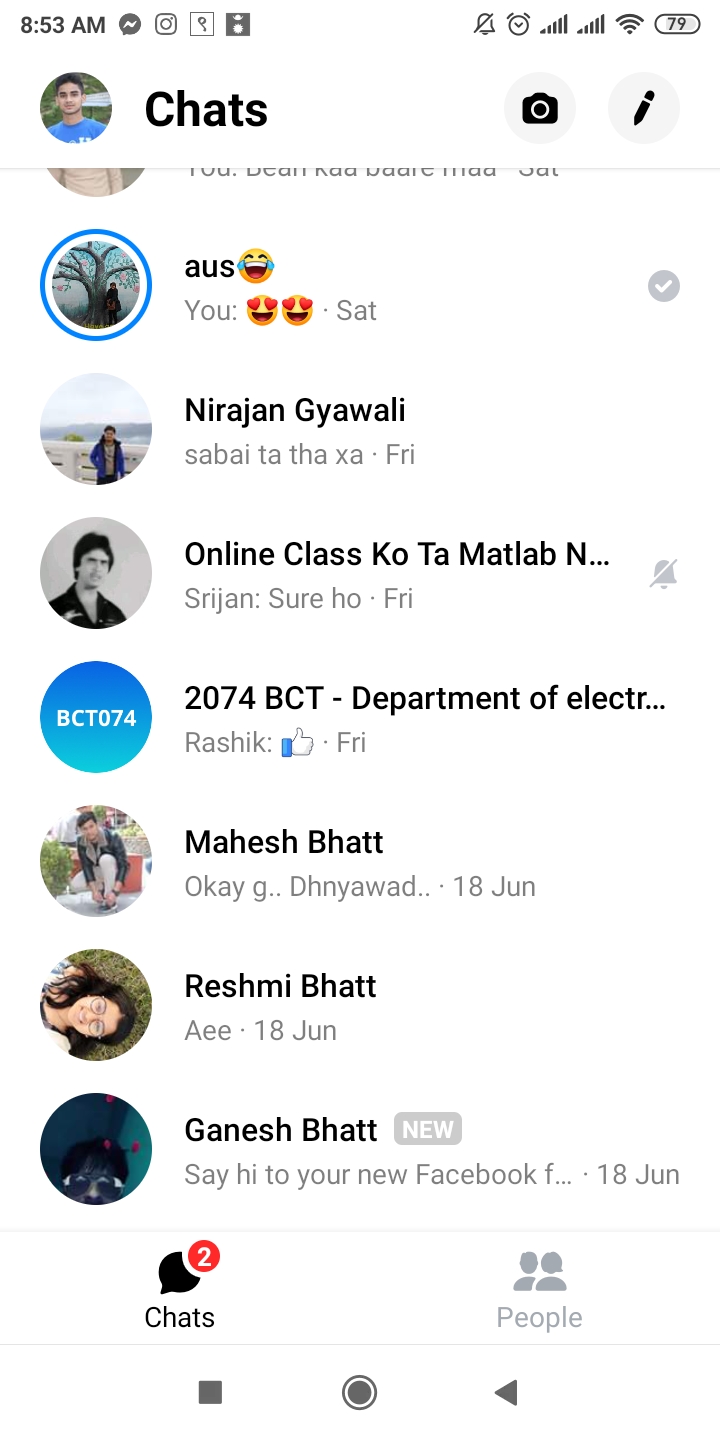 8:53 AM
79
Chats
You: Bean kaa baare maa · Sat
aus😂
You: 😍😍 · Sat
Nirajan Gyawali
sabai ta tha xa · Fri
Online Class Ko Ta Matlab N...
Srijan: Sure ho · Fri
BCT074
2074 BCT - Department of electr...
Rashik: 👍 · Fri
Mahesh Bhatt
Okay g.. Dhnyawad.. · 18 Jun
Reshmi Bhatt
Aee · 18 Jun
Ganesh Bhatt NEW
Say hi to your new Facebook f... · 18 Jun
2
Chats
People